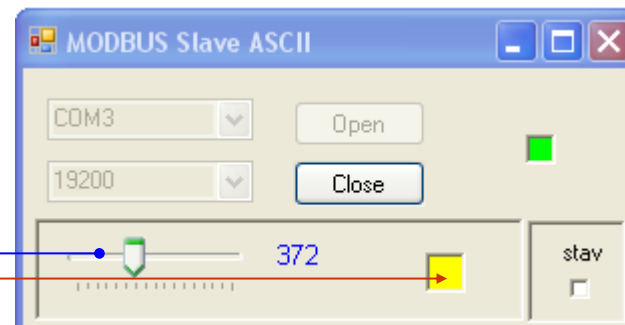 MODBUS Slave ASCII
COM3
Open
19200
Close
372
stav